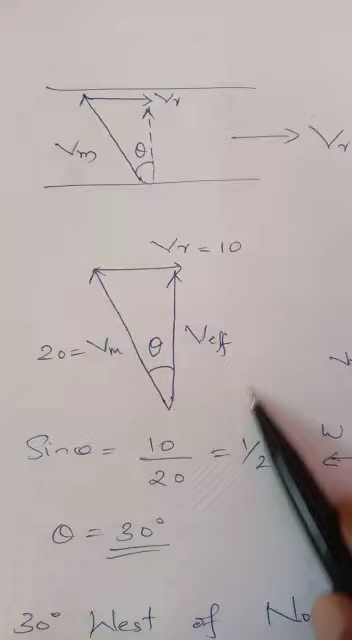 Vr
Vm θ
Vr
Vr = 10
20 = Vm θ Veff
Sinθ = 10/20 = 1/2
W
θ = 30°
30° West of No